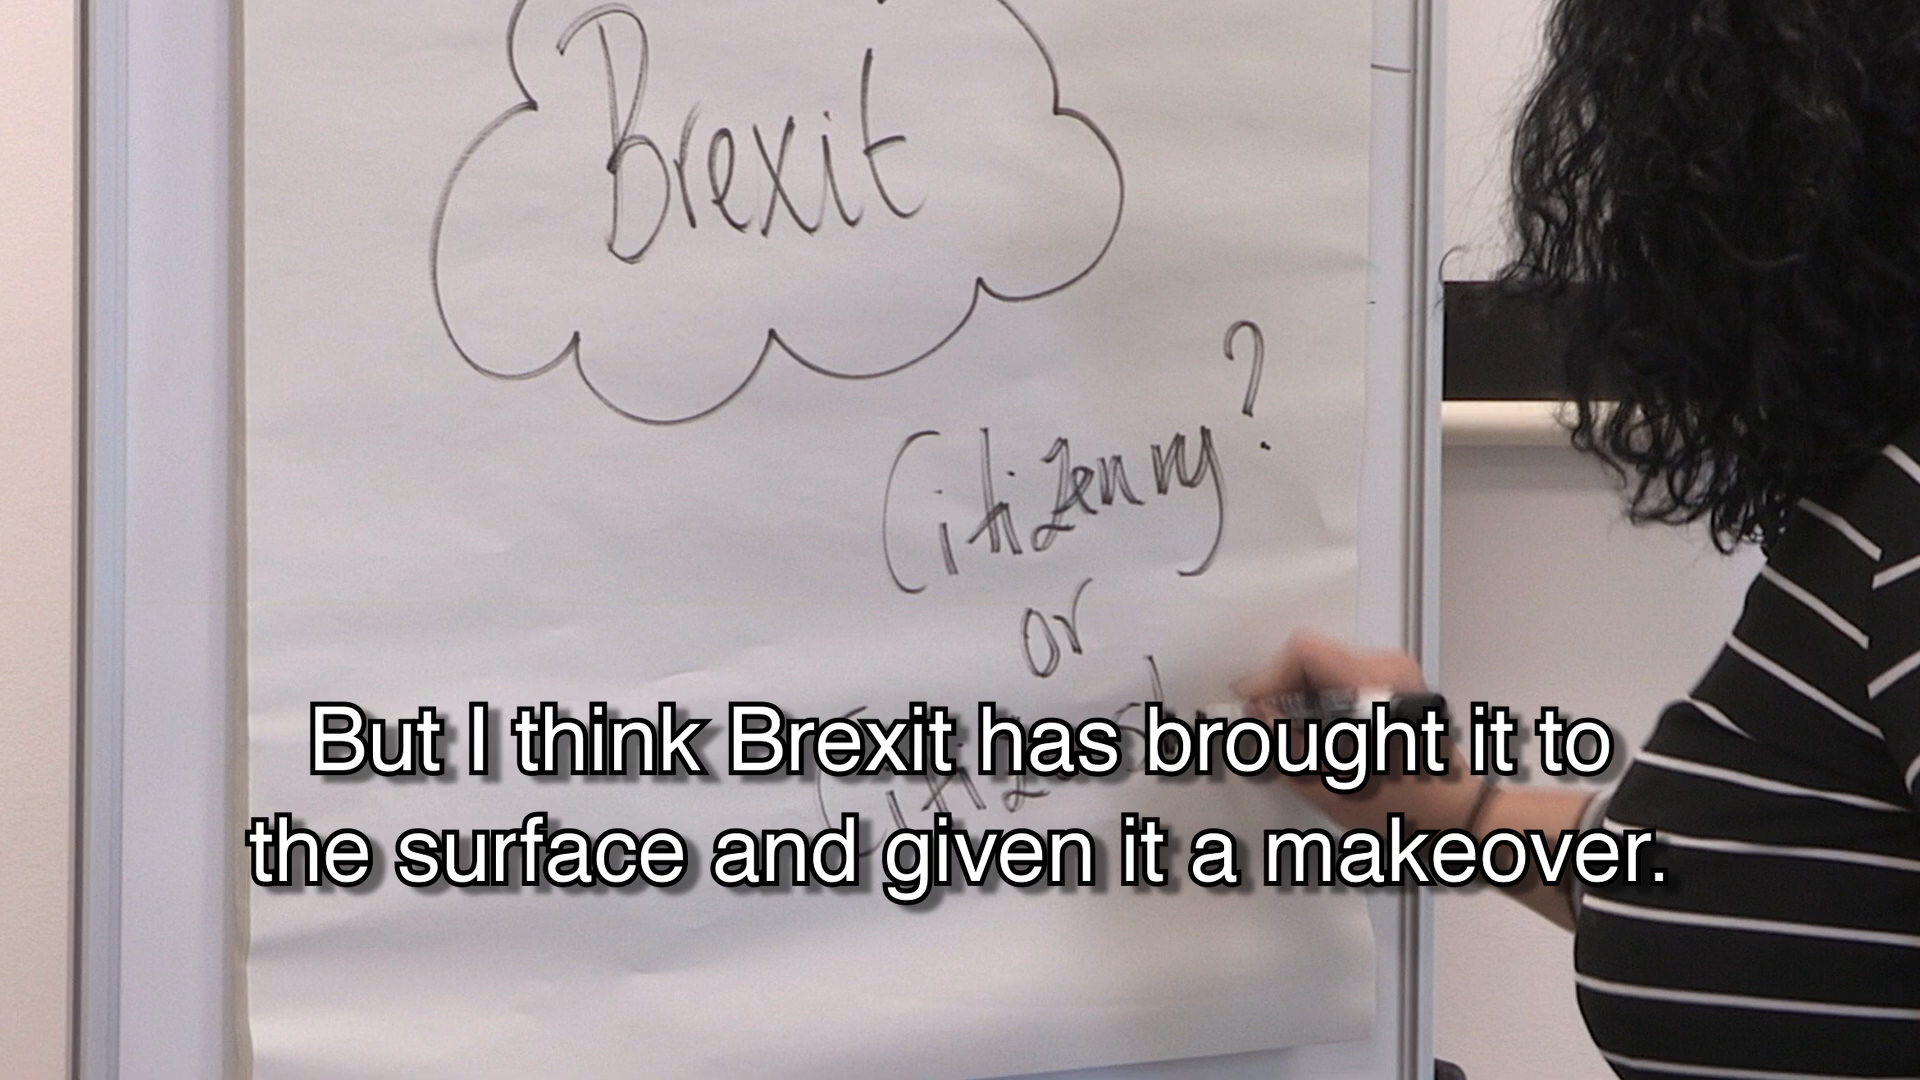 Brexit
Citizenry?
or
But I think Brexit has brought it to
the surface and given it a makeover.